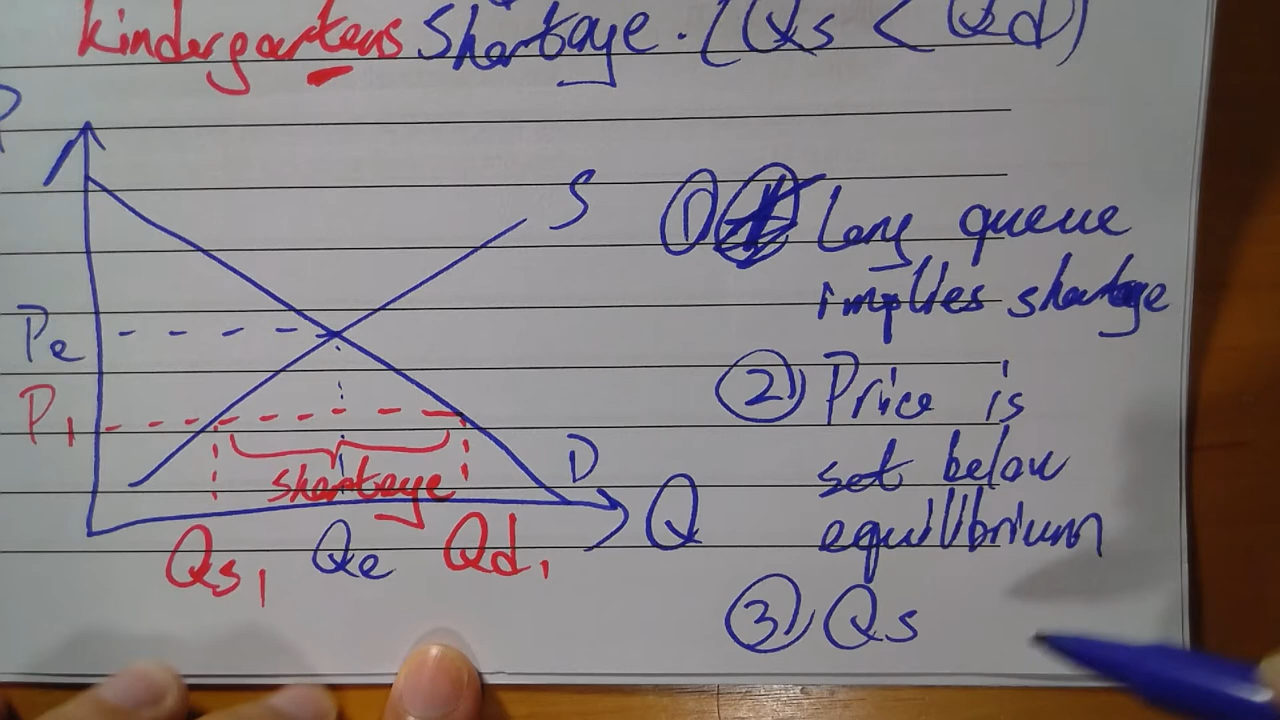 kindergartens shortage. (Qs < Qd)
P
S
① Long queue
implies shortage
Pe
② Price is
P1
set below
D
shortage
Q
equilibrium
Qs1 Qe Qd1
③ Qs